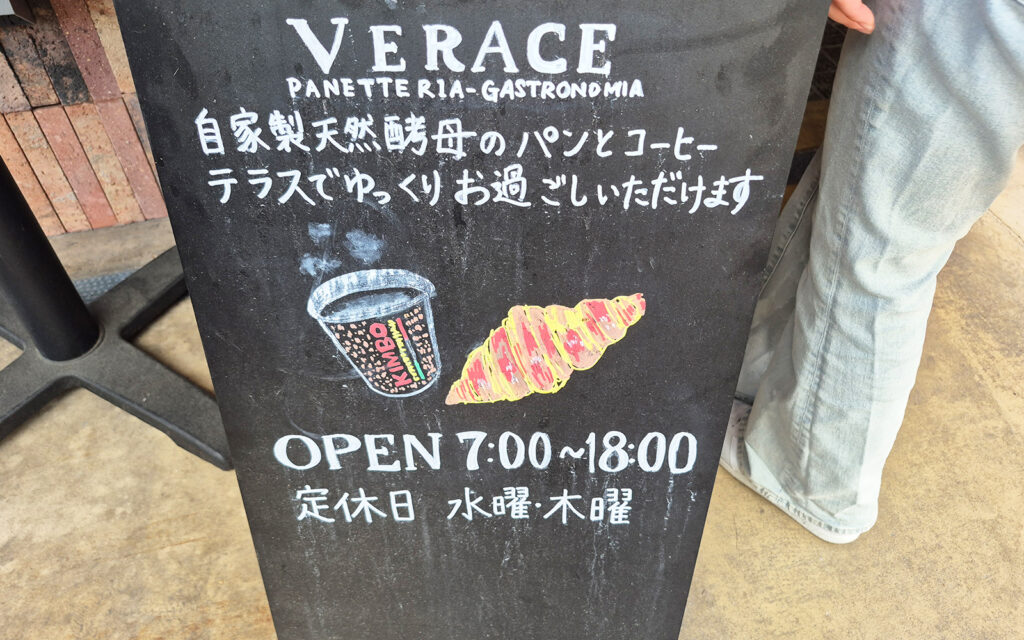 VERACE
PANETTERIA-GASTRONOMIA
自家製天然酵母のパンとコーヒー
テラスでゆっくりお過ごしいただけます
KIMBO
OPEN 7:00~18:00
定休日 水曜・木曜